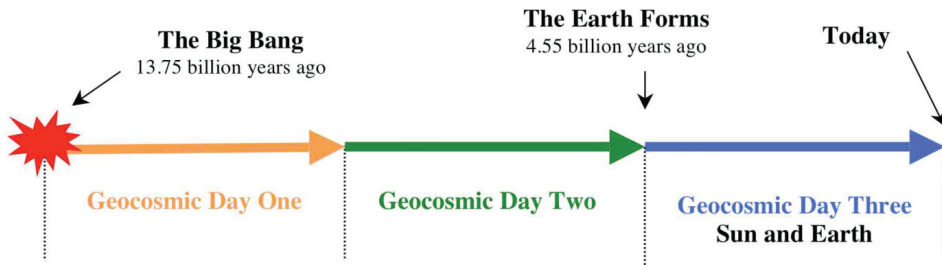 The Big Bang
13.75 billion years ago
The Earth Forms
4.55 billion years ago
Today
Geocosmic Day One
Geocosmic Day Two
Geocosmic Day Three
Sun and Earth